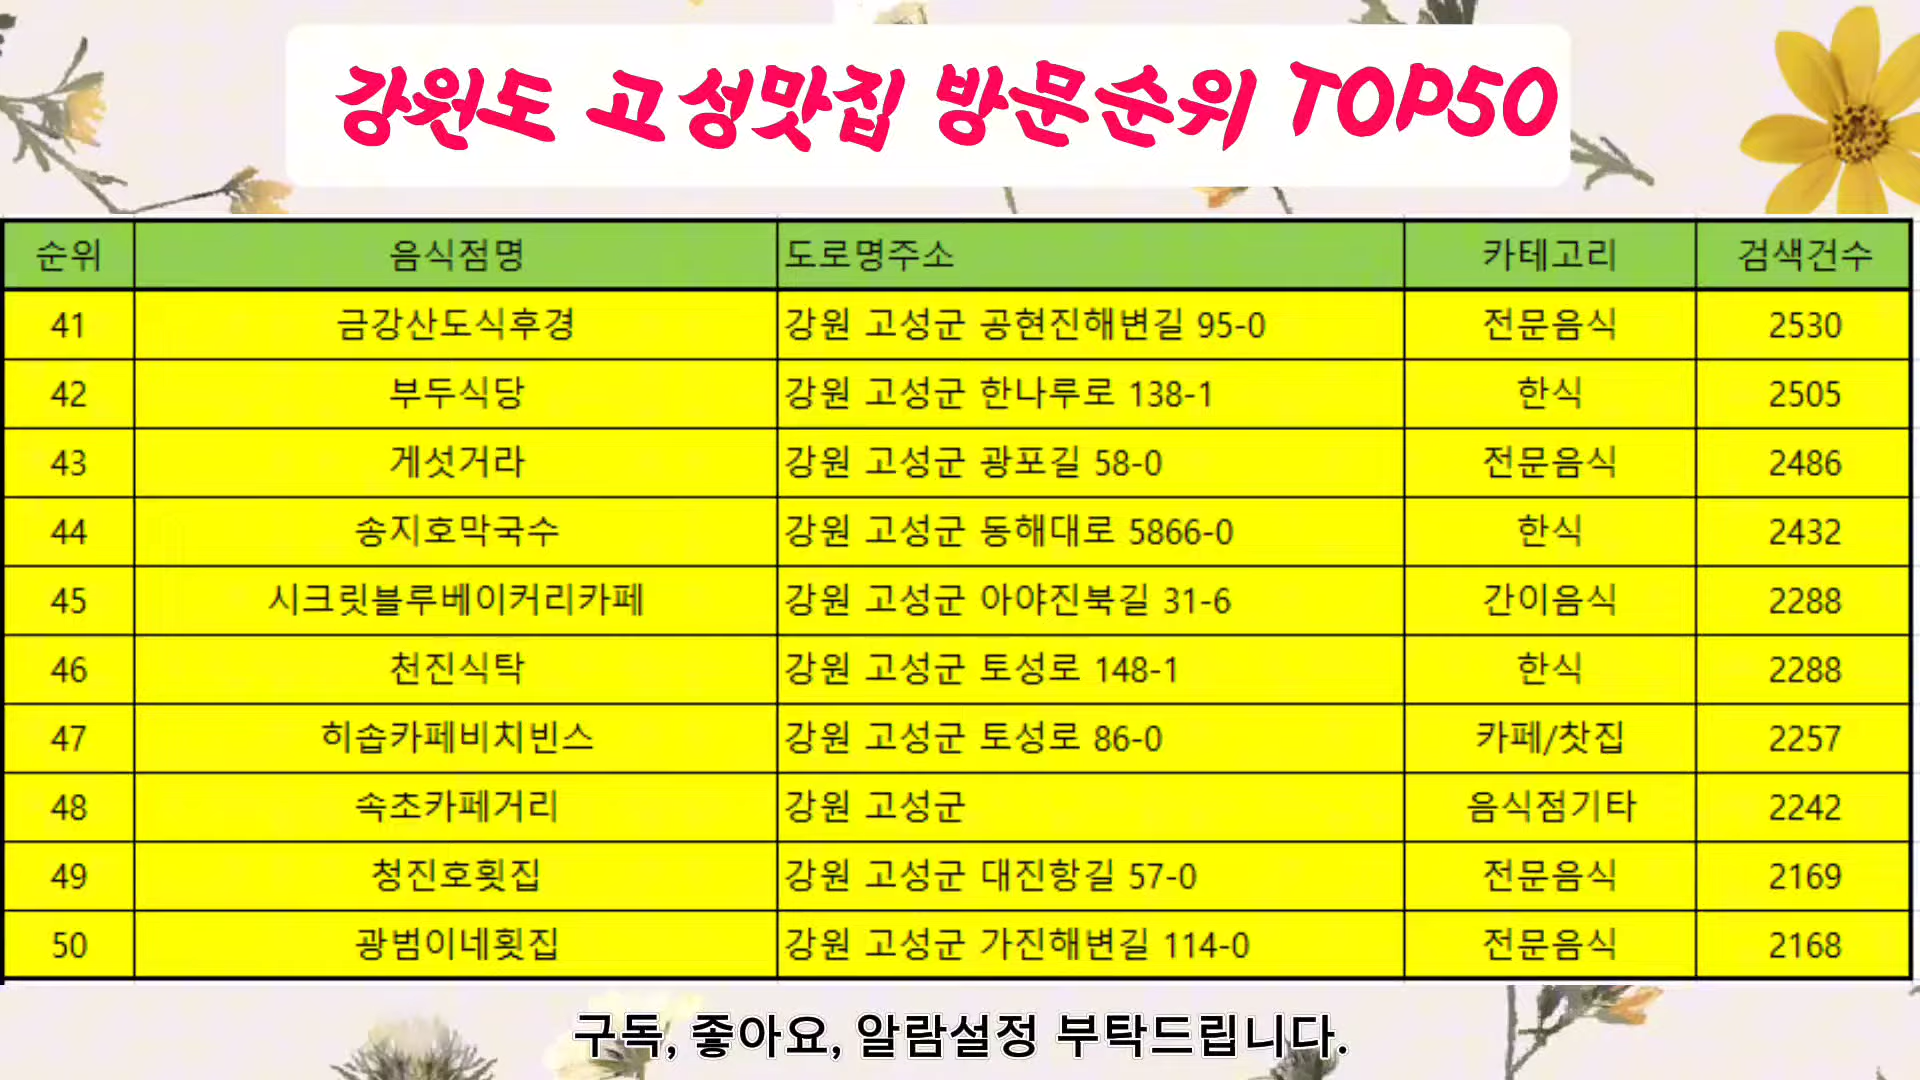 강원도 고성맛집 방문순위 TOP50
순위 음식점명 도로명주소 카테고리 검색건수
41 금강산도식후경 강원 고성군 공현진해변길 95-0 전문음식 2530
42 부두식당 강원 고성군 한나루로 138-1 한식 2505
43 게섯거라 강원 고성군 광포길 58-0 전문음식 2486
44 송지호막국수 강원 고성군 동해대로 5866-0 한식 2432
45 시크릿블루베이커리카페 강원 고성군 아야진북길 31-6 간이음식 2288
46 천진식탁 강원 고성군 토성로 148-1 한식 2288
47 히솝카페비치빈스 강원 고성군 토성로 86-0 카페/찻집 2257
48 속초카페거리 강원 고성군 음식점기타 2242
49 청진호횟집 강원 고성군 대진항길 57-0 전문음식 2169
50 광범이네횟집 강원 고성군 가진해변길 114-0 전문음식 2168
구독, 좋아요, 알람설정 부탁드립니다.